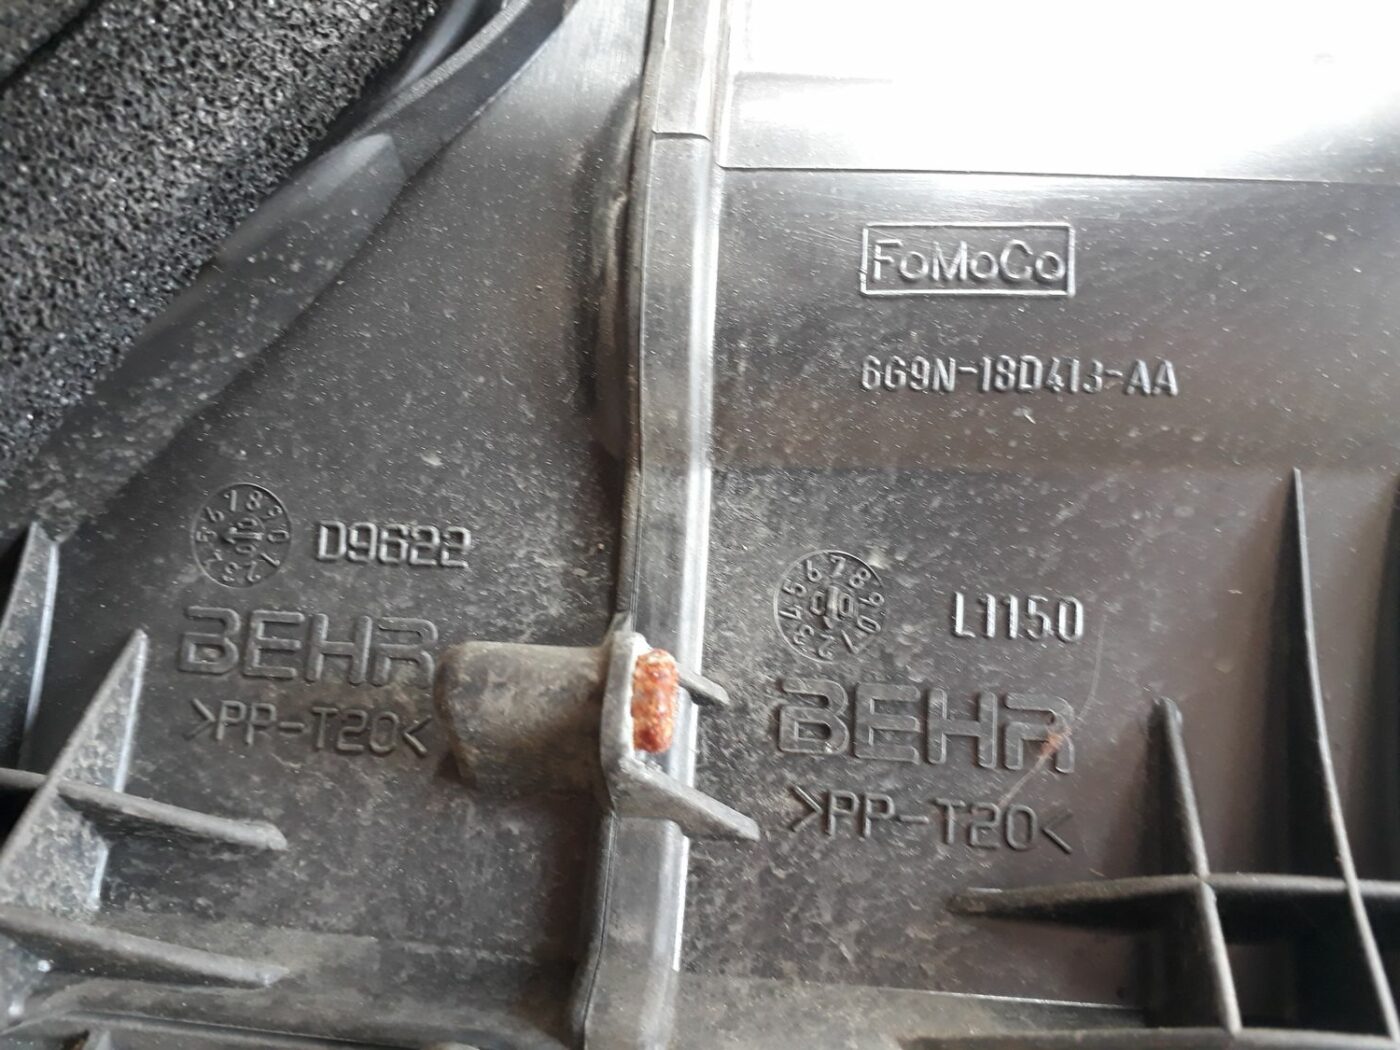 FoMoCo
6G9N-18D413-AA
D9622
BEHR
>PP-T20<
L1150
BEHR
>PP-T20<